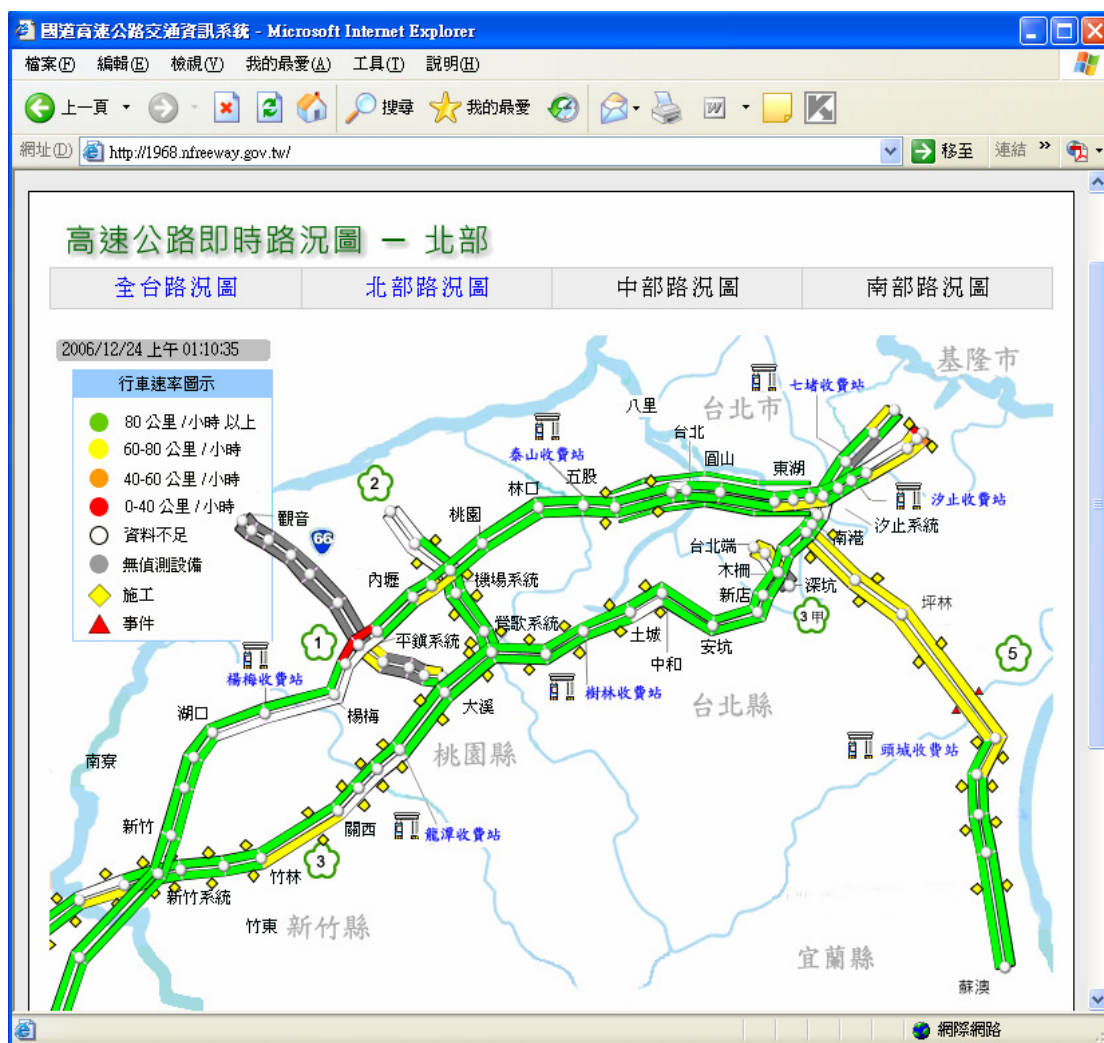 國道高速公路交通資訊系統 - Microsoft Internet Explorer
檔案(F) 編輯(E) 檢視(V) 我的最愛(A) 工具(T) 說明(H)
上一頁 搜尋 我的最愛
網址(D) http://1968.nfreeway.gov.tw/ 移至 連結 »
高速公路即時路況圖 — 北部
全台路況圖 北部路況圖 中部路況圖 南部路況圖
2006/12/24 上午 01:10:35
行車速率圖示
80 公里 / 小時 以上
60-80 公里 / 小時
40-60 公里 / 小時
0-40 公里 / 小時
資料不足
無偵測設備
施工
事件
基隆市
七堵收費站
八里
台北市
泰山收費站
台北
圓山
五股
東湖
2
林口
汐止收費站
觀音
桃園
汐止系統
66
南港
台北端
內壢
機場系統
木柵
深坑
新店
坪林
3甲
1
平鎮系統
鶯歌系統
土城
安坑
5
中和
楊梅收費站
樹林收費站
湖口
楊梅
大溪
台北縣
南寮
桃園縣
頭城收費站
新竹
關西
龍潭收費站
3
竹林
新竹系統
竹東
新竹縣
宜蘭縣
蘇澳
網際網路